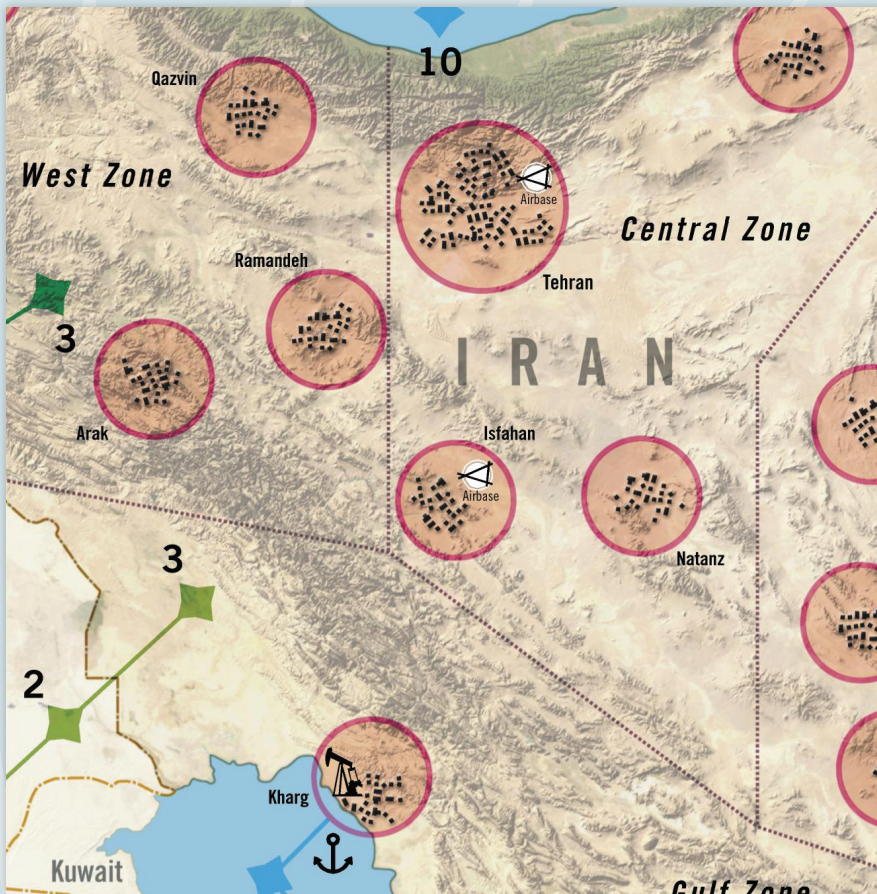 10
Qazvin
West Zone
Airbase
Central Zone
Ramandeh
Tehran
3
IRAN
Arak
Isfahan
Airbase
Natanz
3
2
Kharg
Kuwait
Gulf Zone